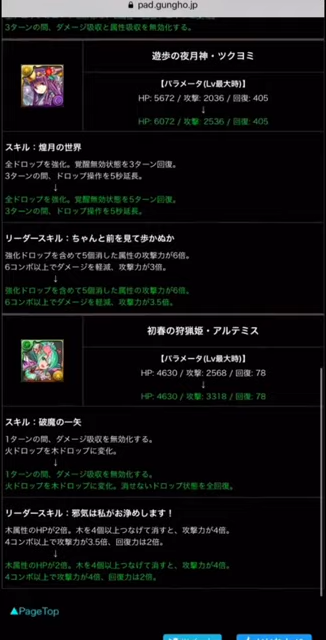 pad.gungho.jp
3ターンの間、ダメージ吸収と属性吸収を無効化する。
遊歩の夜月神・ツクヨミ
【パラメータ(Lv最大時)】
HP: 5672 / 攻撃: 2036 / 回復: 405
↓
HP: 6072 / 攻撃: 2536 / 回復: 405
スキル：煌月の世界
全ドロップを強化。覚醒無効状態を3ターン回復。
3ターンの間、ドロップ操作を5秒延長。
↓
全ドロップを強化。覚醒無効状態を5ターン回復。
3ターンの間、ドロップ操作を5秒延長。
リーダースキル：ちゃんと前を見て歩かぬか
強化ドロップを含めて5個消した属性の攻撃力が6倍。
6コンボ以上でダメージを軽減、攻撃力が3倍。
↓
強化ドロップを含めて5個消した属性の攻撃力が6倍。
6コンボ以上でダメージを軽減、攻撃力が3.5倍。
初春の狩猟姫・アルテミス
【パラメータ(Lv最大時)】
HP: 4630 / 攻撃: 2568 / 回復: 78
↓
HP: 4630 / 攻撃: 3318 / 回復: 78
スキル：破魔の一矢
1ターンの間、ダメージ吸収を無効化する。
火ドロップを木ドロップに変化。
↓
1ターンの間、ダメージ吸収を無効化する。
火ドロップを木ドロップに変化。消せないドロップ状態を全回復。
リーダースキル：邪気は私がお浄めします！
木属性のHPが2倍。木を4個以上つなげて消すと、攻撃力が4倍。
4コンボ以上で攻撃力が3.5倍、回復力は2倍。
↓
木属性のHPが2倍。木を4個以上つなげて消すと、攻撃力が4倍。
4コンボ以上で攻撃力が4倍、回復力は2倍。
▲PageTop